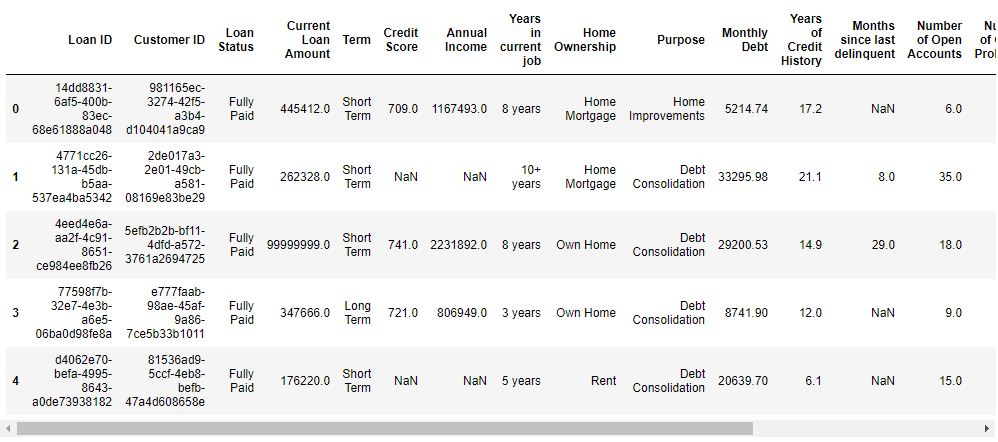 Loan ID Customer ID Loan Status Current Loan Amount Term Credit Score Annual Income Years in current job Home Ownership Purpose Monthly Debt Years of Credit History Months since last delinquent Number of Open Accounts
0 14dd8831-6af5-400b-83ec-68e61888a048 981165ec-3274-42f5-a3b4-d104041a9ca9 Fully Paid 445412.0 Short Term 709.0 1167493.0 8 years Home Mortgage Home Improvements 5214.74 17.2 NaN 6.0
1 4771cc26-131a-45db-b5aa-537ea4ba5342 2de017a3-2e01-49cb-a581-08169e83be29 Fully Paid 262328.0 Short Term NaN NaN 10+ years Home Mortgage Debt Consolidation 33295.98 21.1 8.0 35.0
2 4eed4e6a-aa2f-4c91-8651-ce984ee8fb26 5efb2b2b-bf11-4dfd-a572-3761a2694725 Fully Paid 99999999.0 Short Term 741.0 2231892.0 8 years Own Home Debt Consolidation 29200.53 14.9 29.0 18.0
3 77598f7b-32e7-4e3b-a6e5-06ba0d98fe8a e777faab-98ae-45af-9a86-7ce5b33b1011 Fully Paid 347666.0 Long Term 721.0 806949.0 3 years Own Home Debt Consolidation 8741.90 12.0 NaN 9.0
4 d4062e70-befa-4995-8643-a0de73938182 81536ad9-5ccf-4eb8-befb-47a4d608658e Fully Paid 176220.0 Short Term NaN NaN 5 years Rent Debt Consolidation 20639.70 6.1 NaN 15.0